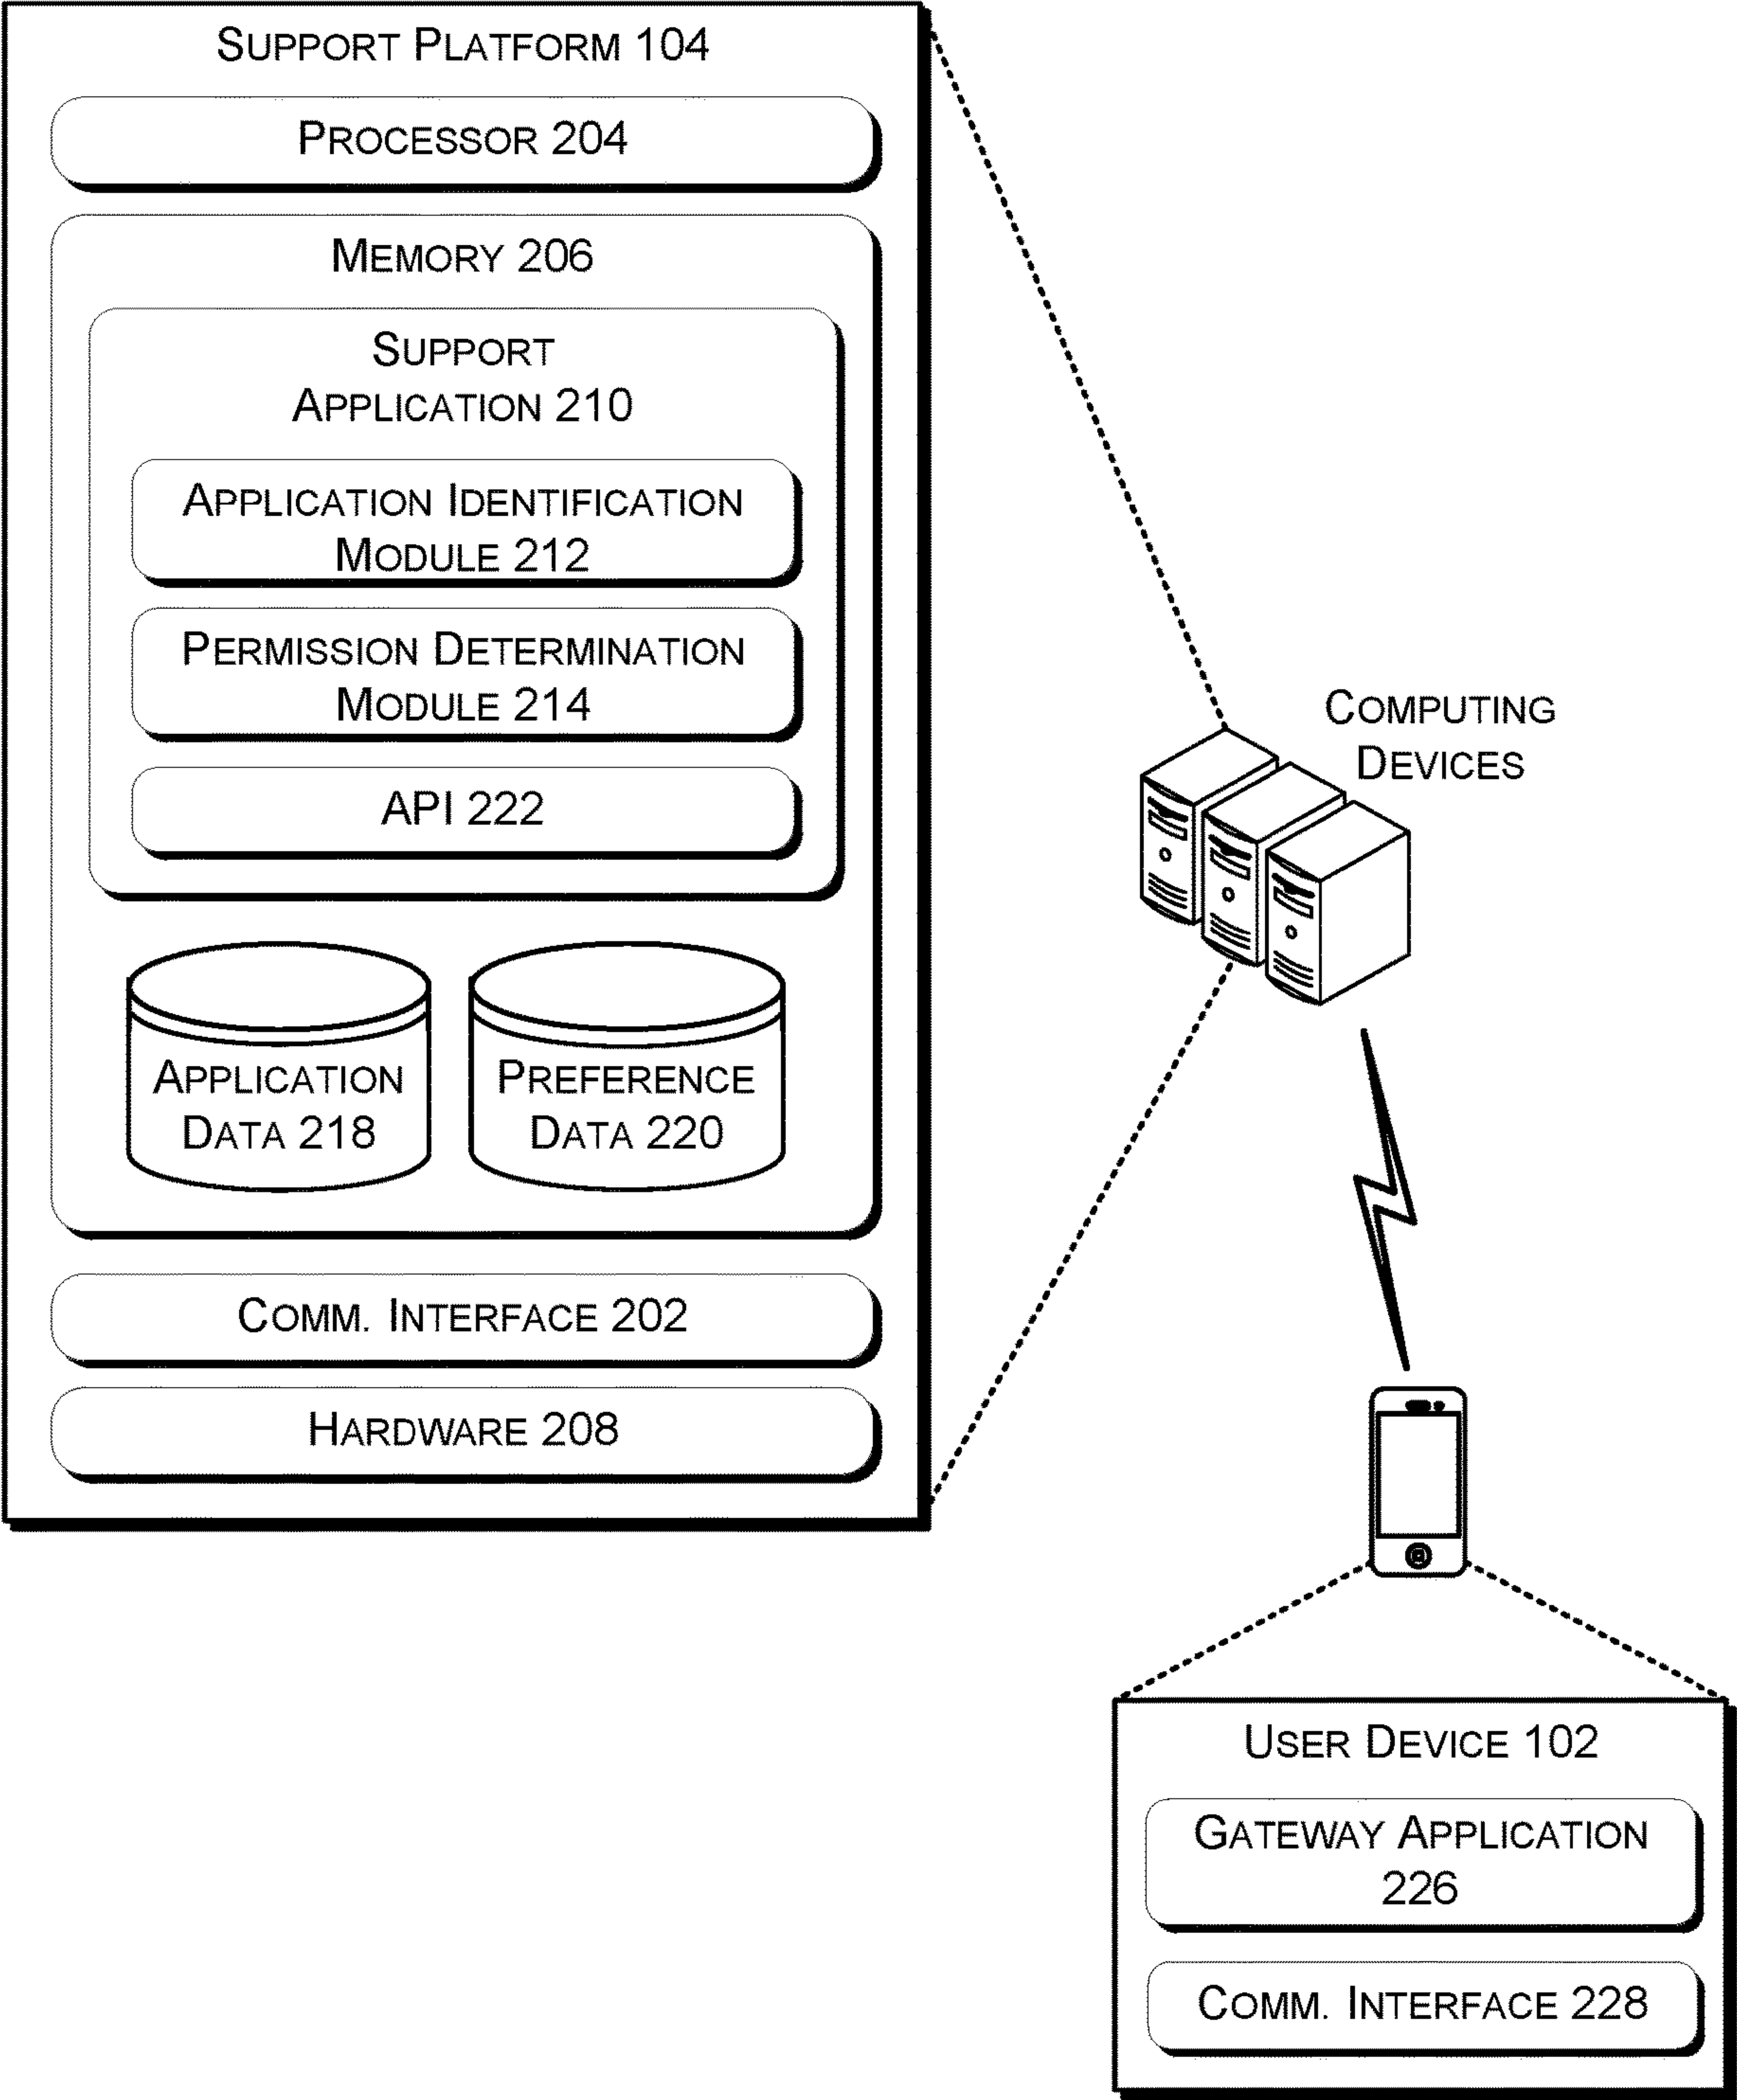 SUPPORT PLATFORM 104
PROCESSOR 204
MEMORY 206
SUPPORT
APPLICATION 210
APPLICATION IDENTIFICATION
MODULE 212
PERMISSION DETERMINATION
MODULE 214
API 222
APPLICATION
DATA 218
PREFERENCE
DATA 220
COMM. INTERFACE 202
HARDWARE 208
COMPUTING
DEVICES
USER DEVICE 102
GATEWAY APPLICATION
226
COMM. INTERFACE 228